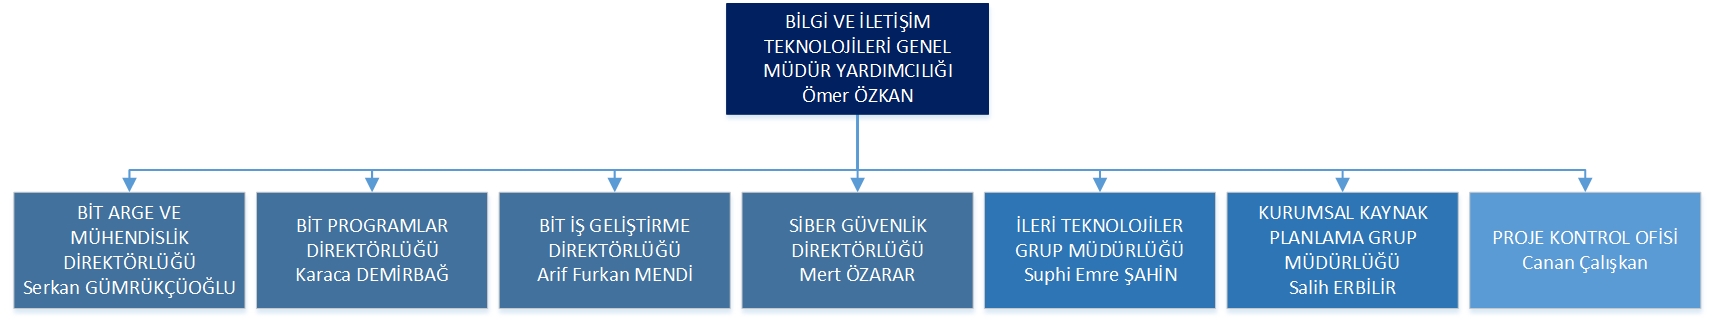 BİLGİ VE İLETİŞİM
TEKNOLOJİLERİ GENEL
MÜDÜR YARDIMCILIĞI
Ömer ÖZKAN
BİT ARGE VE
MÜHENDİSLİK
DİREKTÖRLÜĞÜ
Serkan GÜMRÜKÇÜOĞLU
BİT PROGRAMLAR
DİREKTÖRLÜĞÜ
Karaca DEMİRBAĞ
BİT İŞ GELİŞTİRME
DİREKTÖRLÜĞÜ
Arif Furkan MENDİ
SİBER GÜVENLİK
DİREKTÖRLÜĞÜ
Mert ÖZARAR
İLERİ TEKNOLOJİLER
GRUP MÜDÜRLÜĞÜ
Suphi Emre ŞAHİN
KURUMSAL KAYNAK
PLANLAMA GRUP
MÜDÜRLÜĞÜ
Salih ERBİLİR
PROJE KONTROL OFİSİ
Canan Çalışkan